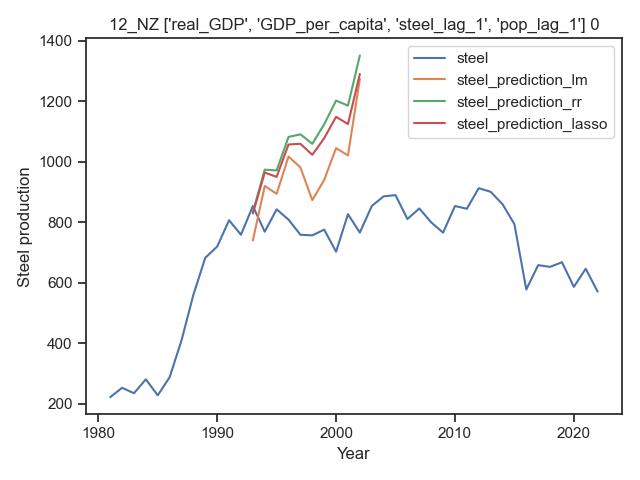 12_NZ ['real_GDP', 'GDP_per_capita', 'steel_lag_1', 'pop_lag_1'] 0
1400
1200
1000
800
600
400
200
Steel production
steel
steel_prediction_lm
steel_prediction_rr
steel_prediction_lasso
1980
1990
2000
2010
2020
Year